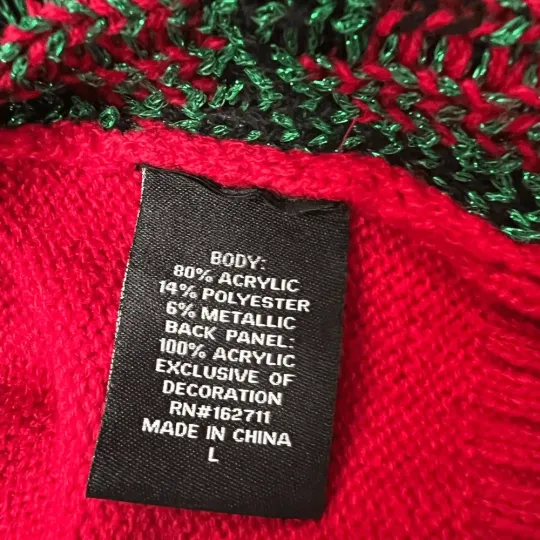 BODY:
80% ACRYLIC
14% POLYESTER
6% METALLIC
BACK PANEL:
100% ACRYLIC
EXCLUSIVE OF
DECORATION
RN#162711
MADE IN CHINA
L